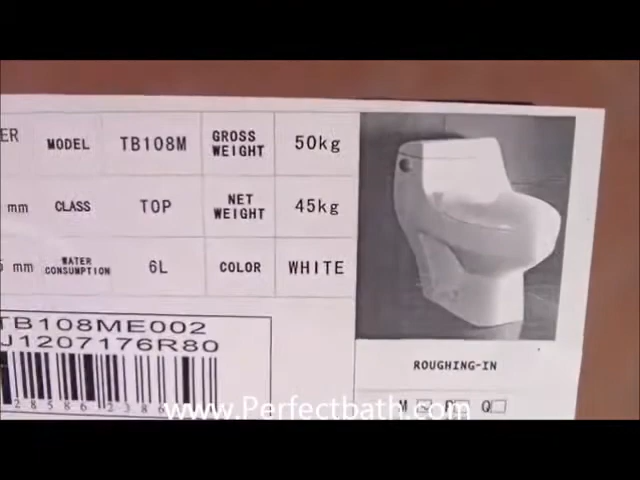 ER MODEL TB108M GROSS WEIGHT 50kg
mm CLASS TOP NET WEIGHT 45kg
mm WATER CONSUMPTION 6L COLOR WHITE
TB108ME002
J1207176R80
ROUGHING-IN
M Q
www.Perfectbath.com